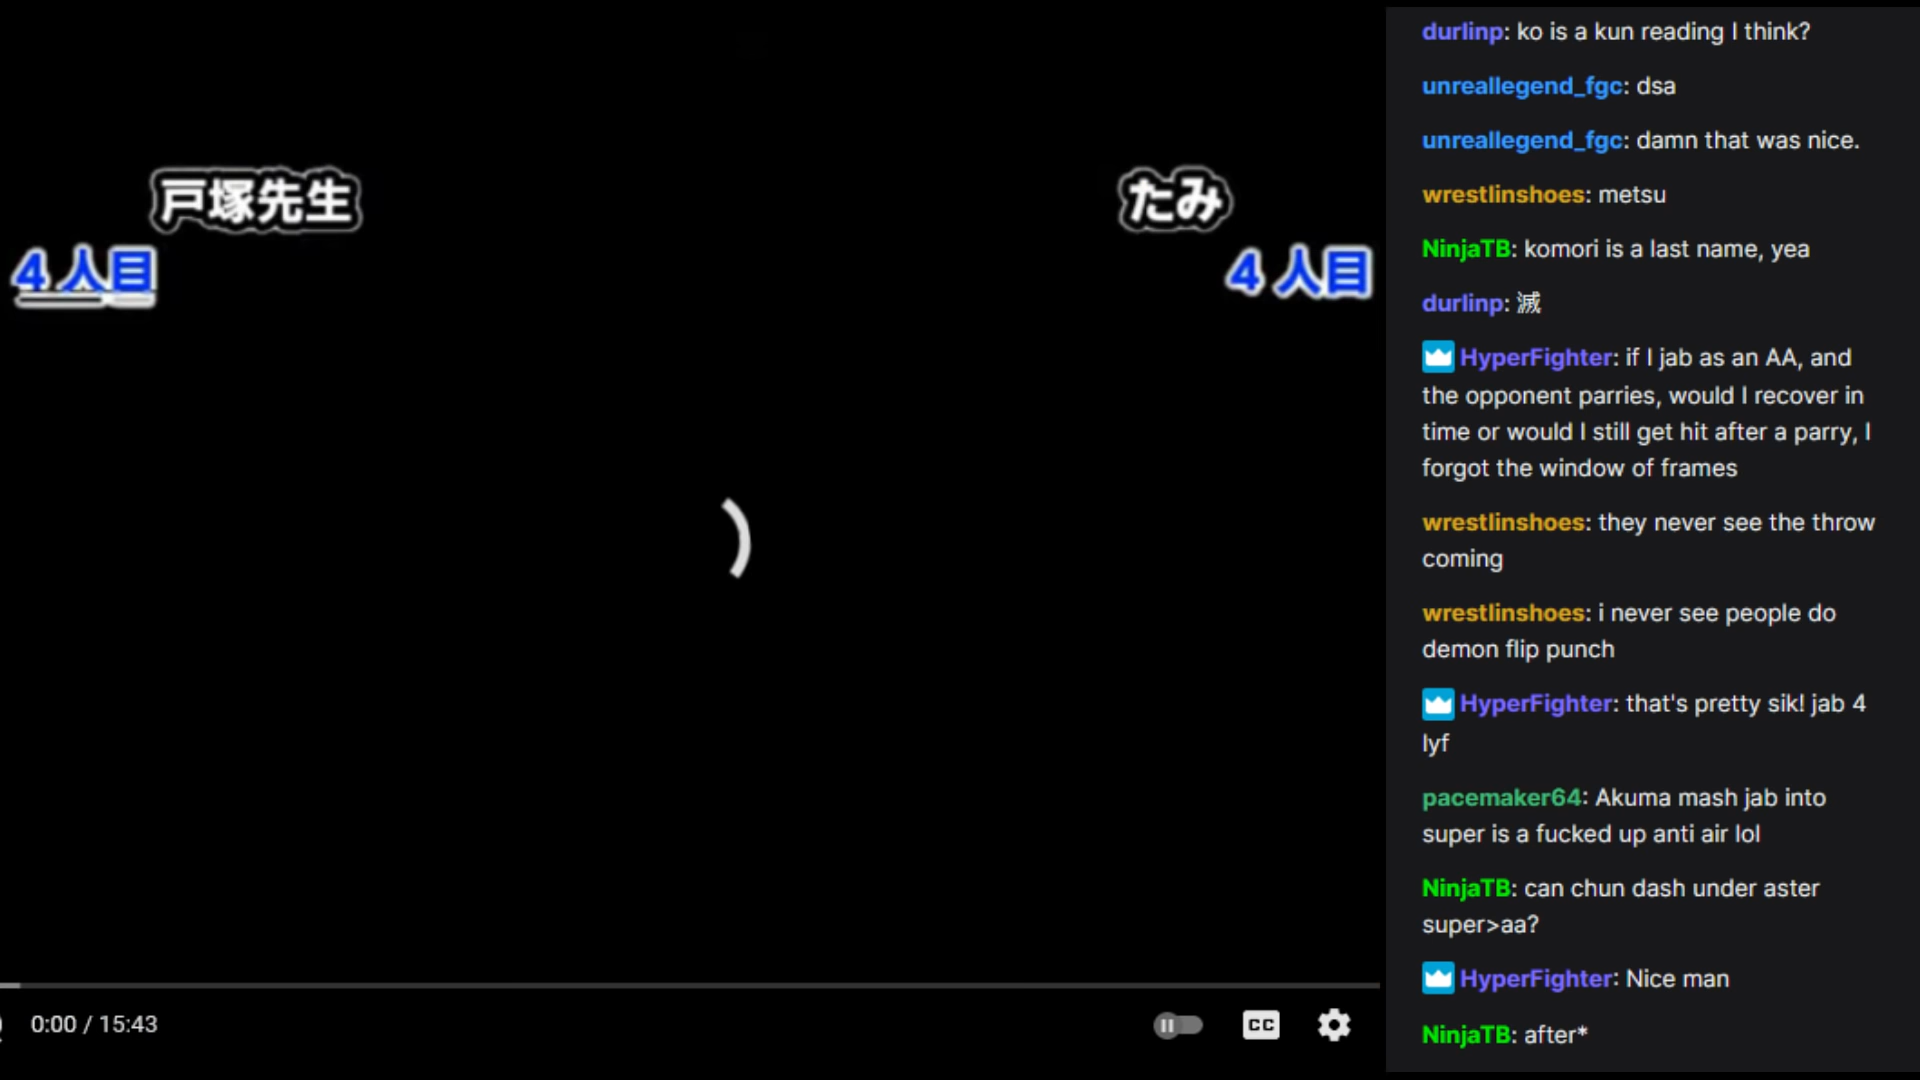 戸塚先生
たみ
4人目
4人目
0:00 / 15:43
CC
durlinp: ko is a kun reading I think?
unreallegend_fgc: dsa
unreallegend_fgc: damn that was nice.
wrestlinshoes: metsu
NinjaTB: komori is a last name, yea
durlinp: 滅
HyperFighter: if I jab as an AA, and
the opponent parries, would I recover in
time or would I still get hit after a parry, I
forgot the window of frames
wrestlinshoes: they never see the throw
coming
wrestlinshoes: i never see people do
demon flip punch
HyperFighter: that's pretty sik! jab 4
lyf
pacemaker64: Akuma mash jab into
super is a fucked up anti air lol
NinjaTB: can chun dash under aster
super>aa?
HyperFighter: Nice man
NinjaTB: after*